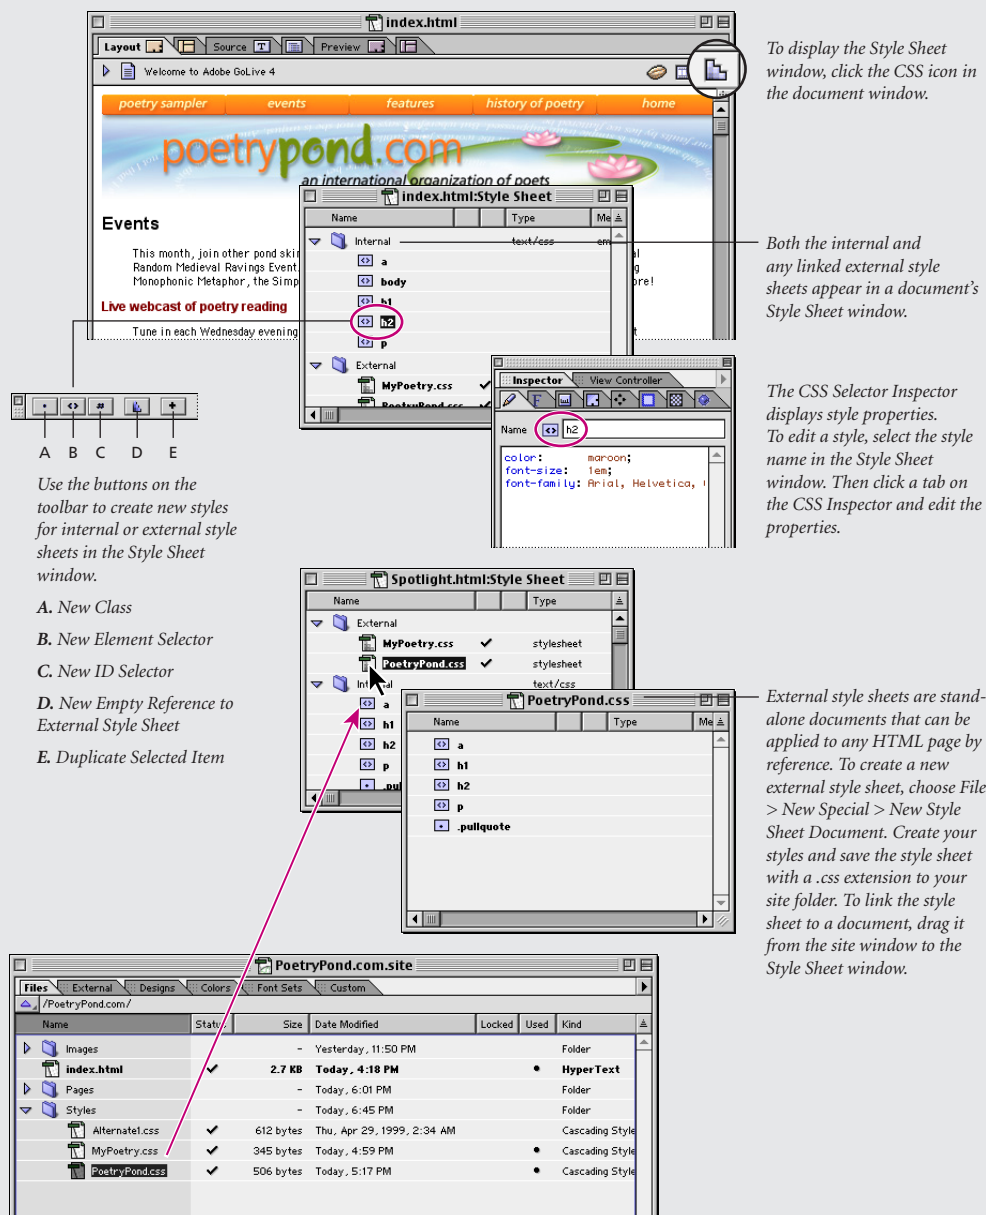 index.html
Layout Source Preview
Welcome to Adobe GoLive 4
poetry sampler events features history of poetry home
poetrypond.com
an international organization of poets
Events
This month, join other pond skin
Random Medieval Ravings Event,
Monophonic Metaphor, the Simp
ore!
Live webcast of poetry reading
Tune in each Wednesday evening
To display the Style Sheet
window, click the CSS icon in
the document window.
index.html:Style Sheet
Name Type Me
Internal text/css em
a
body
h1
h2
p
External
MyPoetry.css
PoetryPond.css
Both the internal and
any linked external style
sheets appear in a document's
Style Sheet window.
Inspector View Controller
Name h2
color: maroon;
font-size: 1em;
font-family: Arial, Helvetica,
The CSS Selector Inspector
displays style properties.
To edit a style, select the style
name in the Style Sheet
window. Then click a tab on
the CSS Inspector and edit the
properties.
A B C D E
Use the buttons on the
toolbar to create new styles
for internal or external style
sheets in the Style Sheet
window.
A. New Class
B. New Element Selector
C. New ID Selector
D. New Empty Reference to
External Style Sheet
E. Duplicate Selected Item
Spotlight.html:Style Sheet
Name Type
External
MyPoetry.css stylesheet
PoetryPond.css stylesheet
Internal text/css
a
h1
h2
p
.pul
PoetryPond.css
Name Type Me
a
h1
h2
p
.pullquote
External style sheets are stand-
alone documents that can be
applied to any HTML page by
reference. To create a new
external style sheet, choose File
> New Special > New Style
Sheet Document. Create your
styles and save the style sheet
with a .css extension to your
site folder. To link the style
sheet to a document, drag it
from the site window to the
Style Sheet window.
PoetryPond.com.site
Files External Designs Colors Font Sets Custom
/PoetryPond.com/
Name Status Size Date Modified Locked Used Kind
Images - Yesterday, 11:50 PM Folder
index.html 2.7 KB Today, 4:18 PM HyperText
Pages - Today, 6:01 PM Folder
Styles - Today, 6:45 PM Folder
Alternate1.css 612 bytes Thu, Apr 29, 1999, 2:34 AM Cascading Style
MyPoetry.css 345 bytes Today, 4:59 PM Cascading Style
PoetryPond.css 506 bytes Today, 5:17 PM Cascading Style